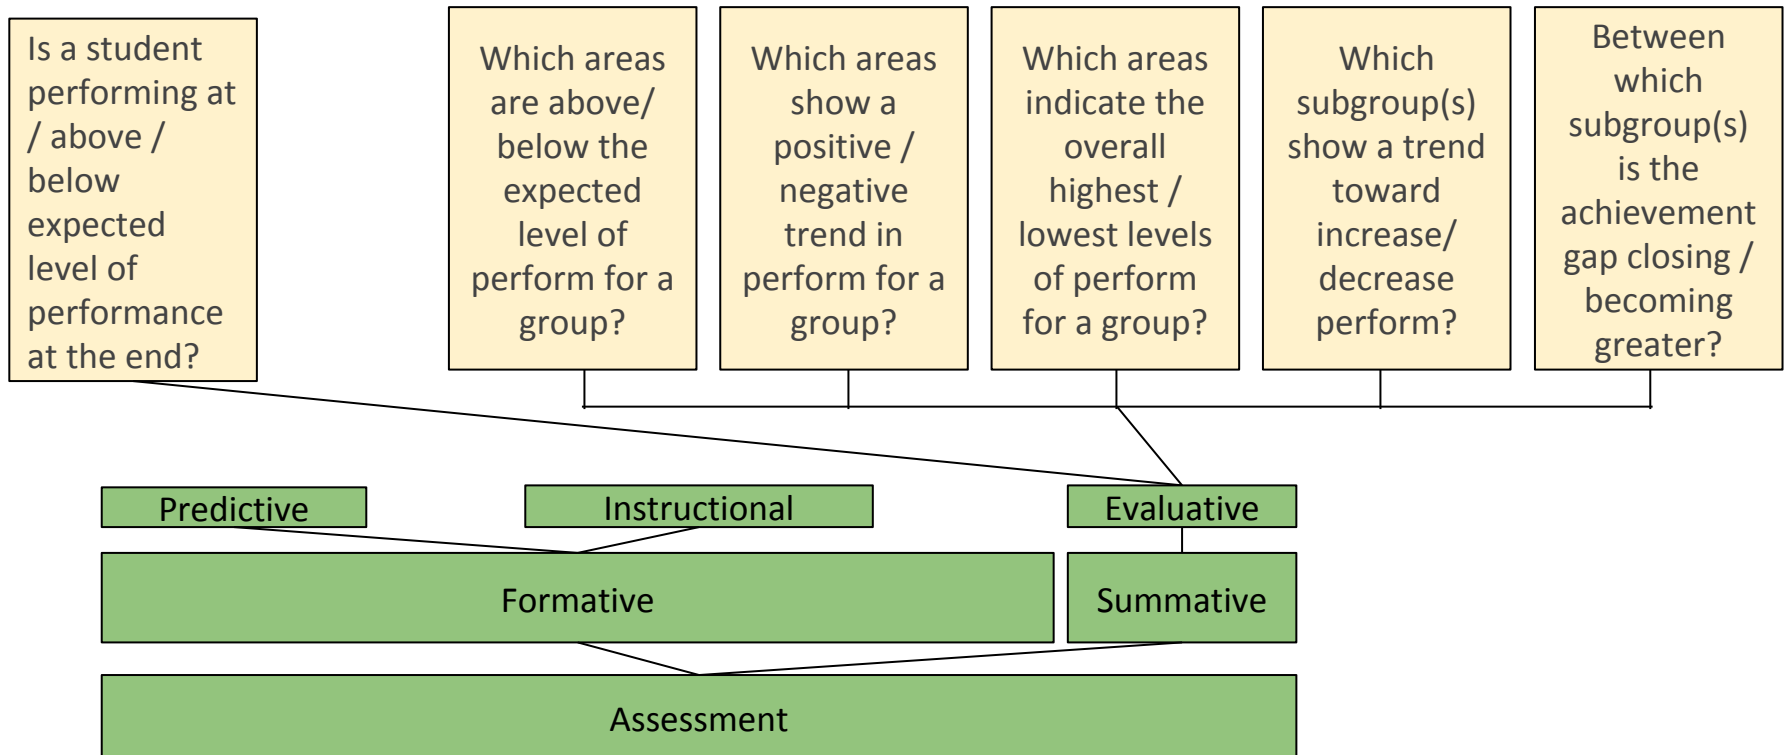 Is a student
performing at
/ above /
below
expected
level of
performance
at the end?
Which areas
are above/
below the
expected
level of
perform for a
group?
Which areas
show a
positive /
negative
trend in
perform for a
group?
Which areas
indicate the
overall
highest /
lowest levels
of perform
for a group?
Which
subgroup(s)
show a trend
toward
increase/
decrease
perform?
Between
which
subgroup(s)
is the
achievement
gap closing /
becoming
greater?
Predictive
Instructional
Evaluative
Formative
Summative
Assessment